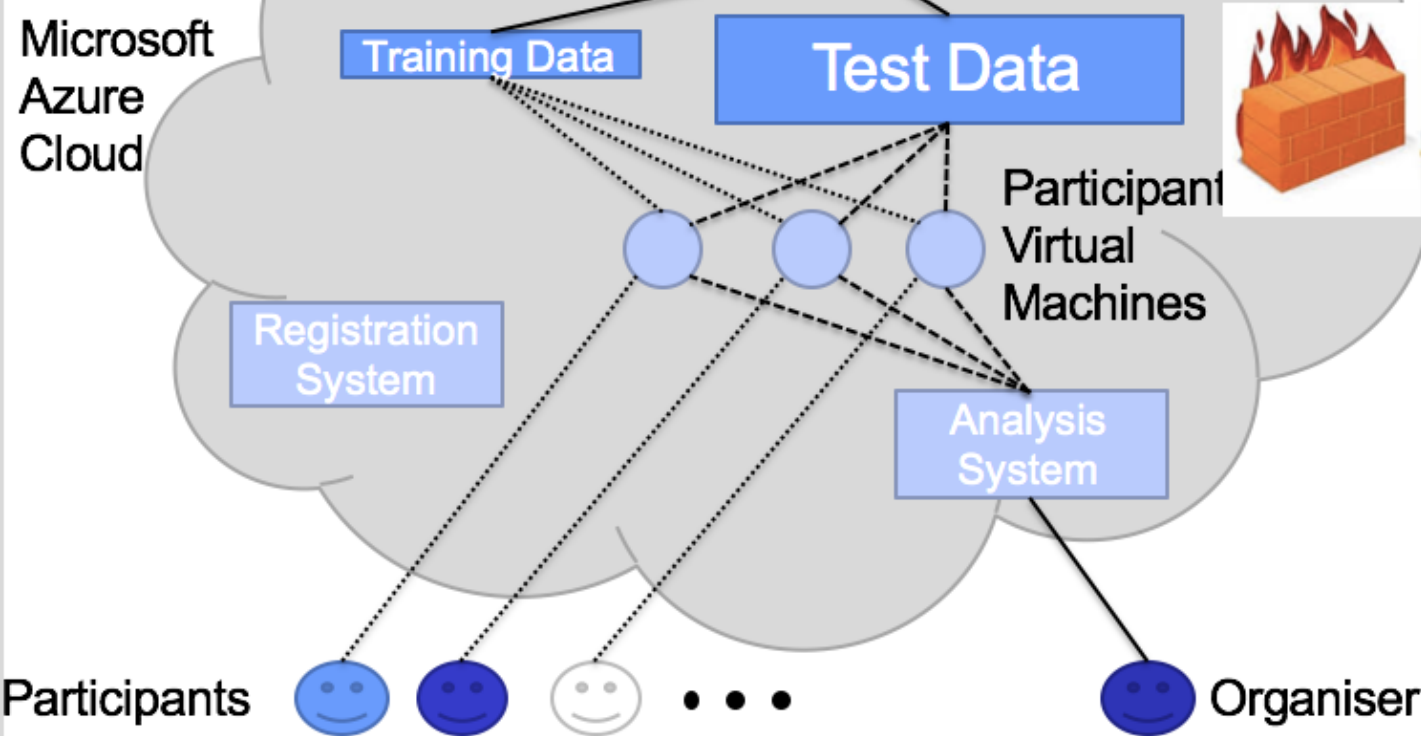 Microsoft
Azure
Cloud
Training Data
Test Data
Participant
Virtual
Machines
Registration
System
Analysis
System
Participants
Organiser